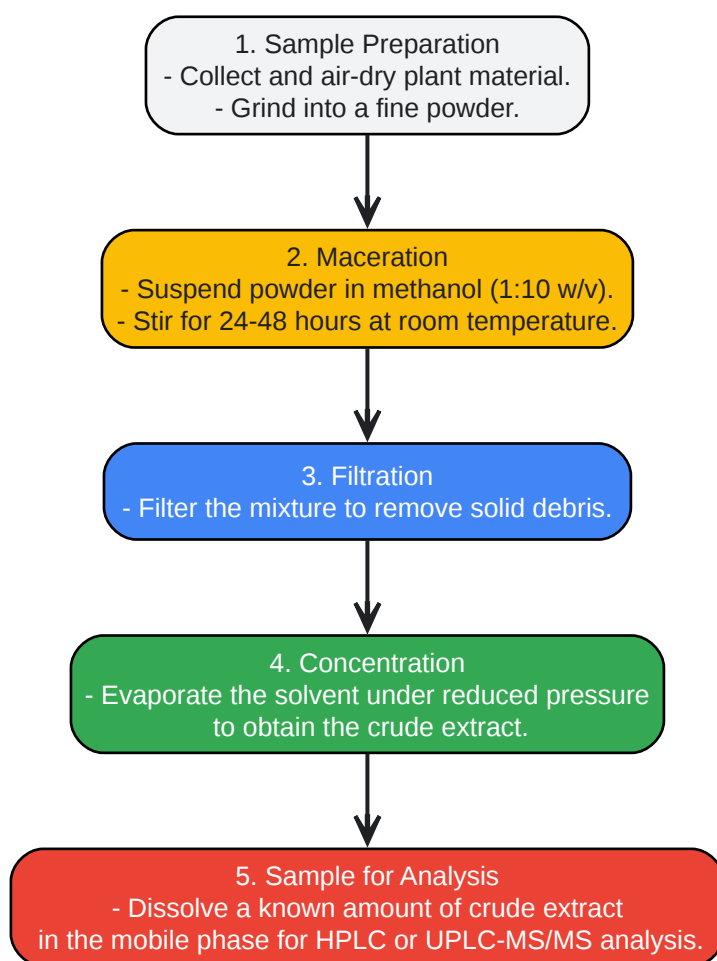 1. Sample Preparation
- Collect and air-dry plant material.
- Grind into a fine powder.
2. Maceration
- Suspend powder in methanol (1:10 w/v).
- Stir for 24-48 hours at room temperature.
3. Filtration
- Filter the mixture to remove solid debris.
4. Concentration
- Evaporate the solvent under reduced pressure
to obtain the crude extract.
5. Sample for Analysis
- Dissolve a known amount of crude extract
in the mobile phase for HPLC or UPLC-MS/MS analysis.